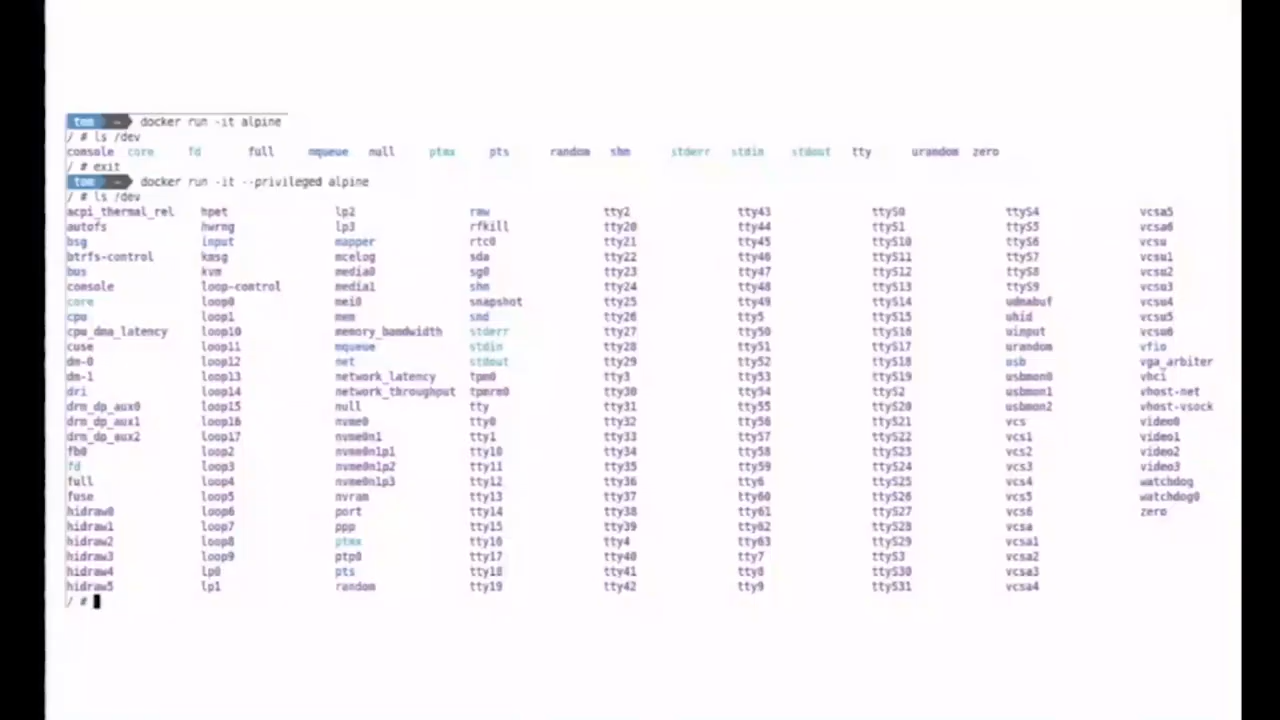 tom ~ docker run -it alpine
/ # ls /dev
console core fd full mqueue null ptmx pts random shm stderr stdin stdout tty urandom zero
/ # exit
tom ~ docker run -it --privileged alpine
/ # ls /dev
acpi_thermal_rel hpet lp2 raw tty2 tty43 ttyS0 ttyS4 vcsa5
autofs hwrng lp3 rfkill tty20 tty44 ttyS1 ttyS5 vcsa6
bsg input mapper rtc0 tty21 tty45 ttyS10 ttyS6 vcsu
btrfs-control kmsg mcelog sda tty22 tty46 ttyS11 ttyS7 vcsu1
bus kvm media0 sg0 tty23 tty47 ttyS12 ttyS8 vcsu2
console loop-control media1 shm tty24 tty48 ttyS13 ttyS9 vcsu3
core loop0 mei0 snapshot tty25 tty49 ttyS14 udmabuf vcsu4
cpu loop1 mem snd tty26 tty5 ttyS15 uhid vcsu5
cpu_dma_latency loop10 memory_bandwidth stderr tty27 tty50 ttyS16 uinput vcsu6
cuse loop11 mqueue stdin tty28 tty51 ttyS17 urandom vfio
dm-0 loop12 net stdout tty29 tty52 ttyS18 usb vga_arbiter
dm-1 loop13 network_latency tpm0 tty3 tty53 ttyS19 usbmon0 vhci
dri loop14 network_throughput tpmrm0 tty30 tty54 ttyS2 usbmon1 vhost-net
drm_dp_aux0 loop15 null tty tty31 tty55 ttyS20 usbmon2 vhost-vsock
drm_dp_aux1 loop16 nvme0 tty0 tty32 tty56 ttyS21 vcs video0
drm_dp_aux2 loop17 nvme0n1 tty1 tty33 tty57 ttyS22 vcs1 video1
fb0 loop2 nvme0n1p1 tty10 tty34 tty58 ttyS23 vcs2 video2
fd loop3 nvme0n1p2 tty11 tty35 tty59 ttyS24 vcs3 video3
full loop4 nvme0n1p3 tty12 tty36 tty6 ttyS25 vcs4 watchdog
fuse loop5 nvram tty13 tty37 tty60 ttyS26 vcs5 watchdog0
hidraw0 loop6 port tty14 tty38 tty61 ttyS27 vcs6 zero
hidraw1 loop7 ppp tty15 tty39 tty62 ttyS28 vcsa
hidraw2 loop8 ptmx tty16 tty4 tty63 ttyS29 vcsa1
hidraw3 loop9 ptp0 tty17 tty40 tty7 ttyS3 vcsa2
hidraw4 lp0 pts tty18 tty41 tty8 ttyS30 vcsa3
hidraw5 lp1 random tty19 tty42 tty9 ttyS31 vcsa4
/ #